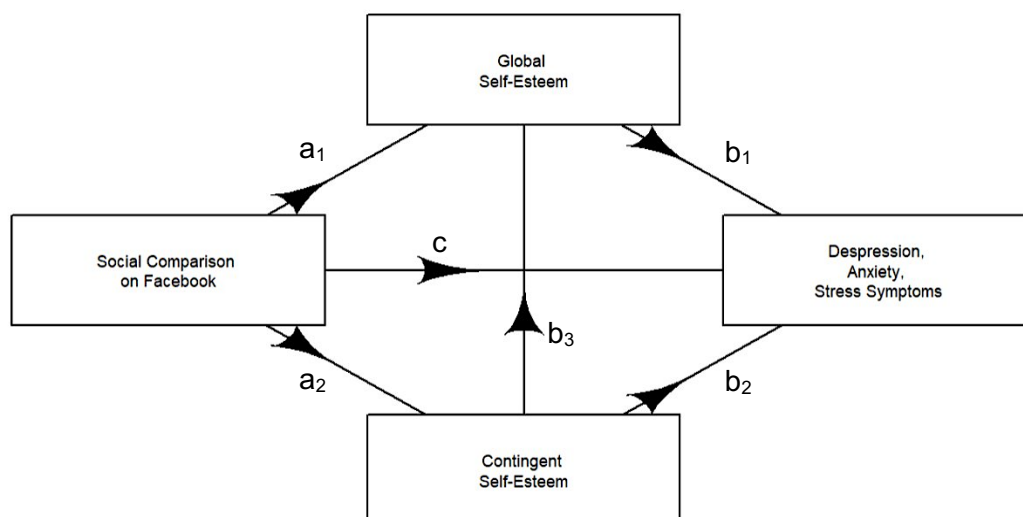 Global
Self-Esteem
a₁
b₁
Social Comparison
on Facebook
c
Despression,
Anxiety,
Stress Symptoms
b₃
a₂
b₂
Contingent
Self-Esteem